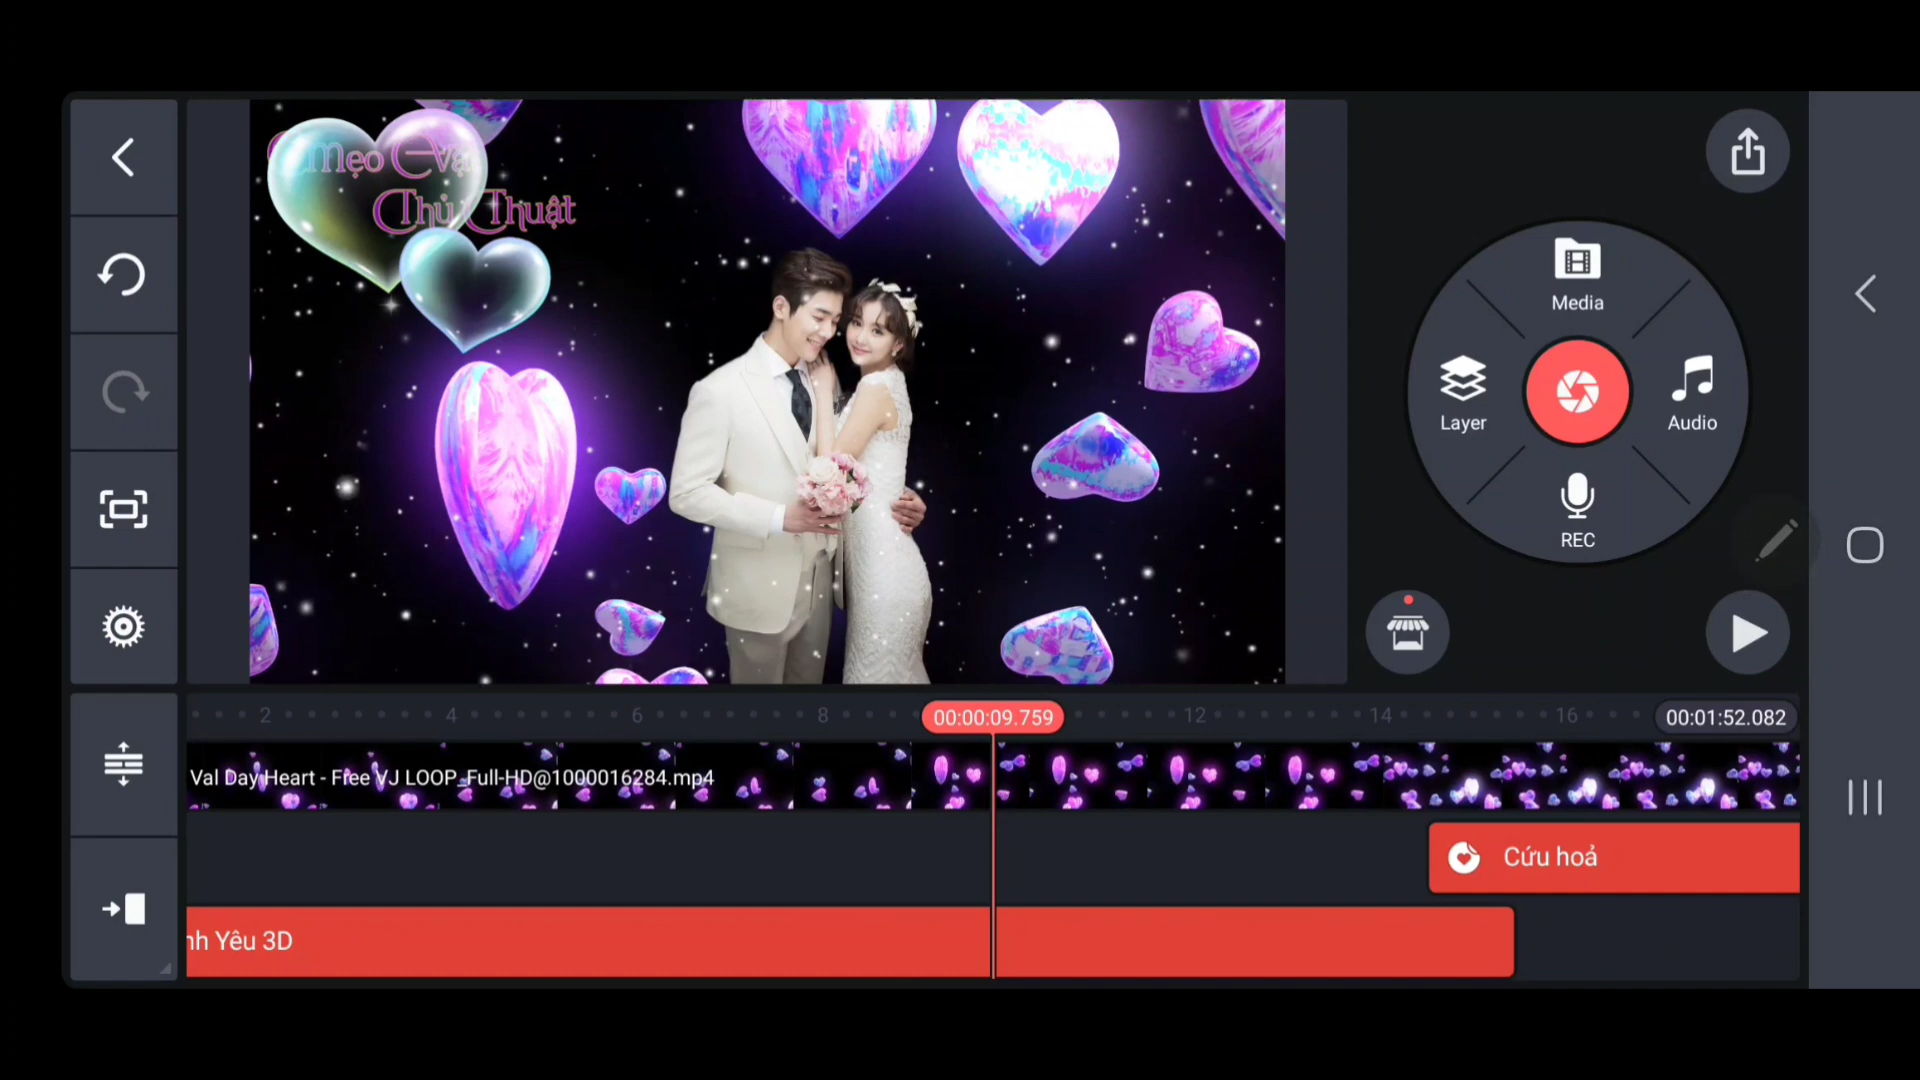 Mẹo Vặt
Thủ Thuật
Media
Layer
Audio
REC
2
4
6
8
00:00:09.759
12
14
16
00:01:52.082
Val Day Heart - Free VJ LOOP_Full-HD@1000016284.mp4
Cứu hoả
nh Yêu 3D